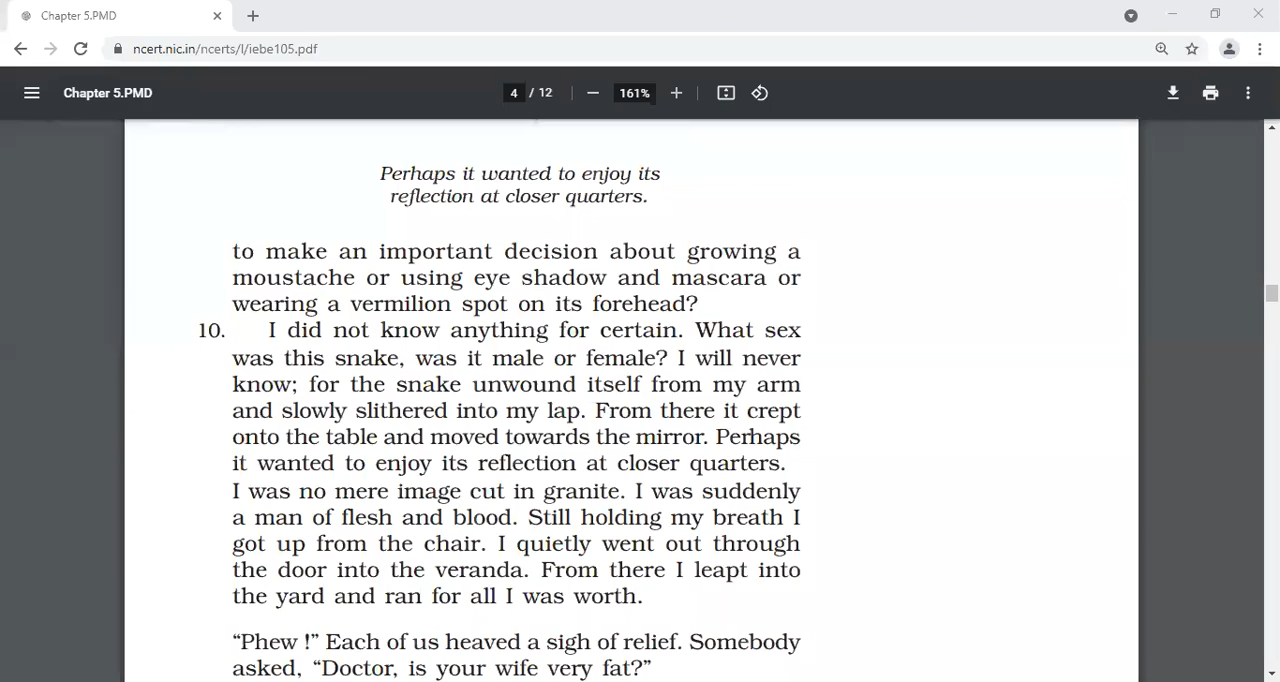 Chapter 5.PMD
ncert.nic.in/ncerts/l/iebe105.pdf
Chapter 5.PMD
4 / 12
161%
Perhaps it wanted to enjoy its
reflection at closer quarters.
to make an important decision about growing a
moustache or using eye shadow and mascara or
wearing a vermilion spot on its forehead?
10. I did not know anything for certain. What sex
was this snake, was it male or female? I will never
know; for the snake unwound itself from my arm
and slowly slithered into my lap. From there it crept
onto the table and moved towards the mirror. Perhaps
it wanted to enjoy its reflection at closer quarters.
I was no mere image cut in granite. I was suddenly
a man of flesh and blood. Still holding my breath I
got up from the chair. I quietly went out through
the door into the veranda. From there I leapt into
the yard and ran for all I was worth.
“Phew !” Each of us heaved a sigh of relief. Somebody
asked, “Doctor, is your wife very fat?”